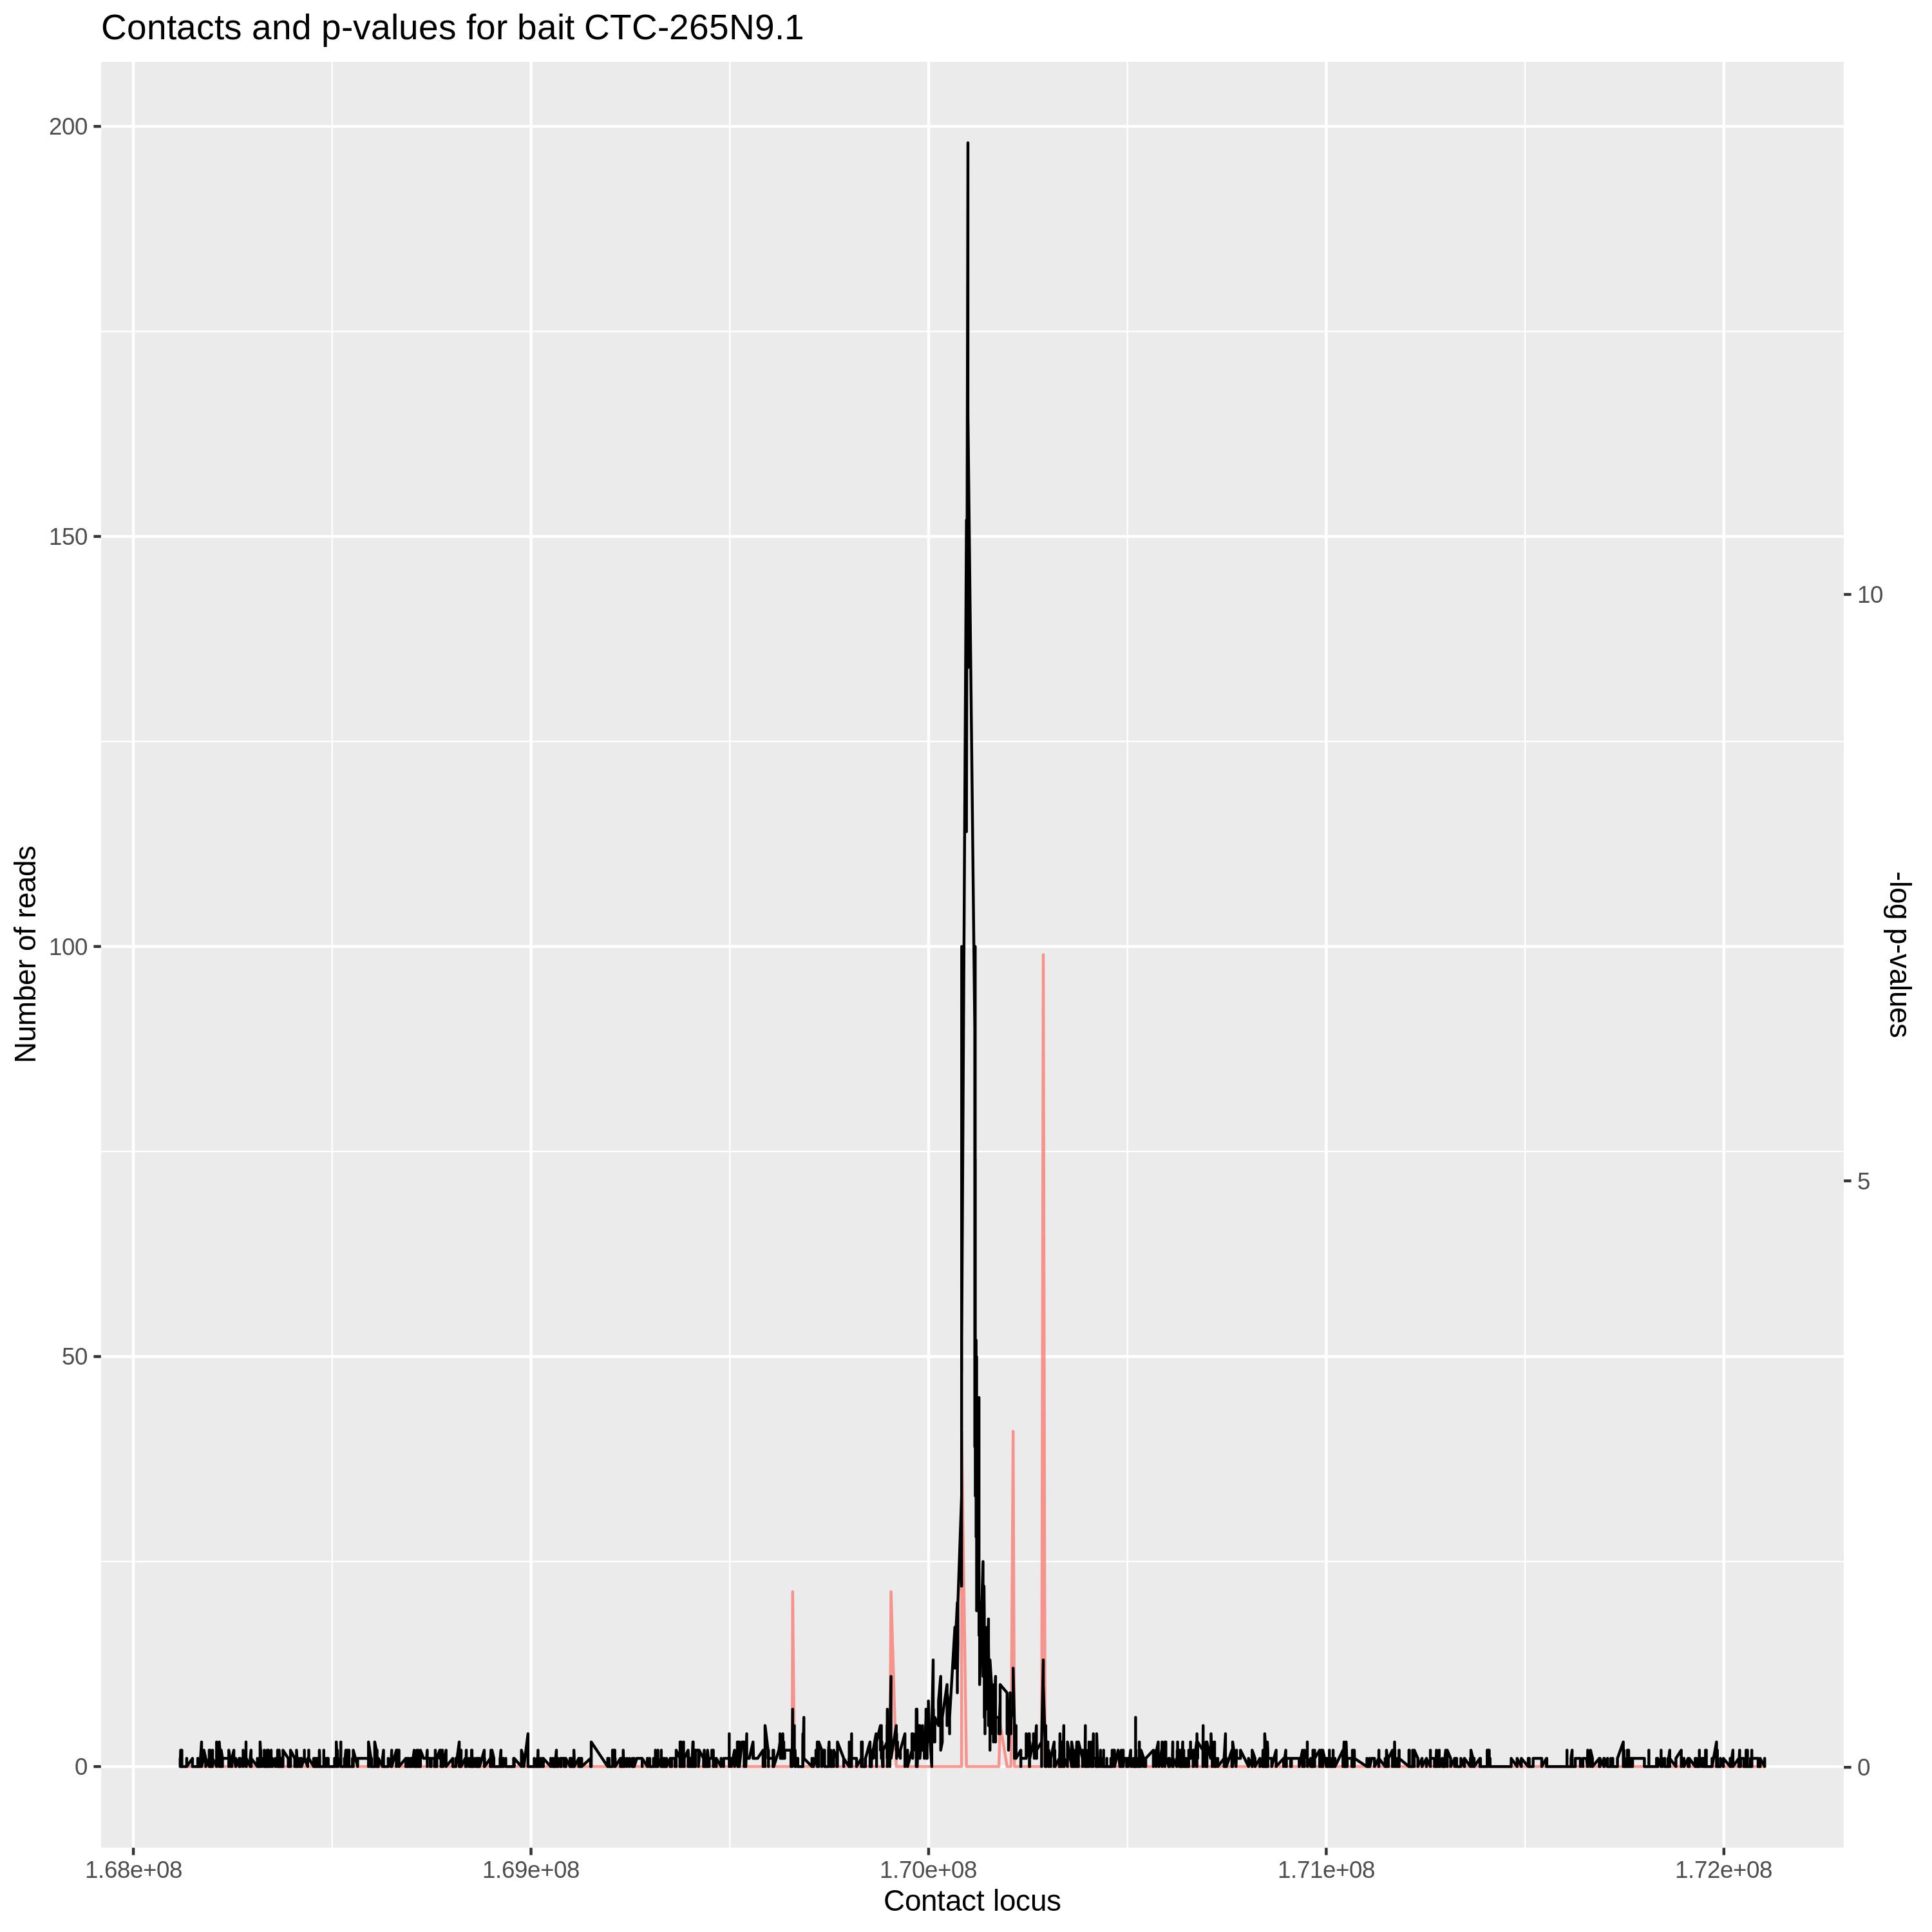 Contacts and p-values for bait CTC-265N9.1
200
150
100
50
0
Number of reads
10
5
0
-log p-values
1.68e+08
1.69e+08
1.70e+08
1.71e+08
1.72e+08
Contact locus